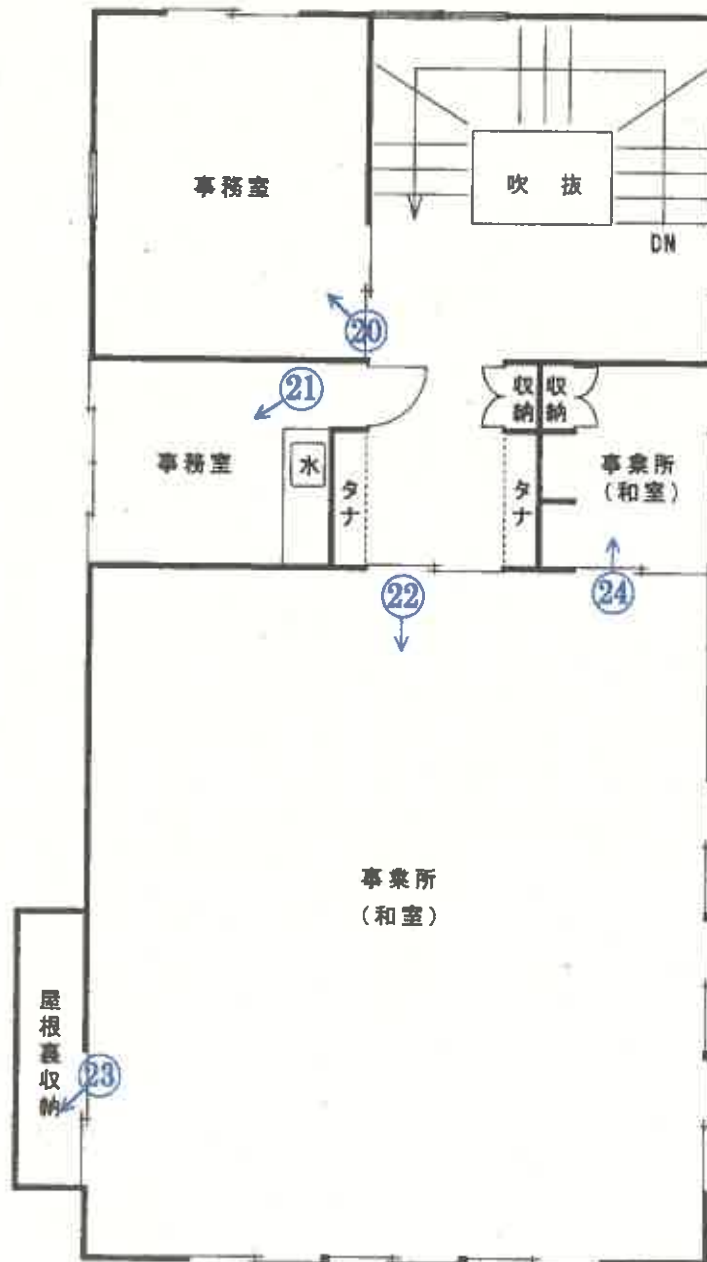 事務室
吹 抜
DN
⑳
㉑
収納
収納
事務室
水
タナ
タナ
事業所
(和室)
㉒
㉔
事業所
(和室)
屋根裏収納
㉓